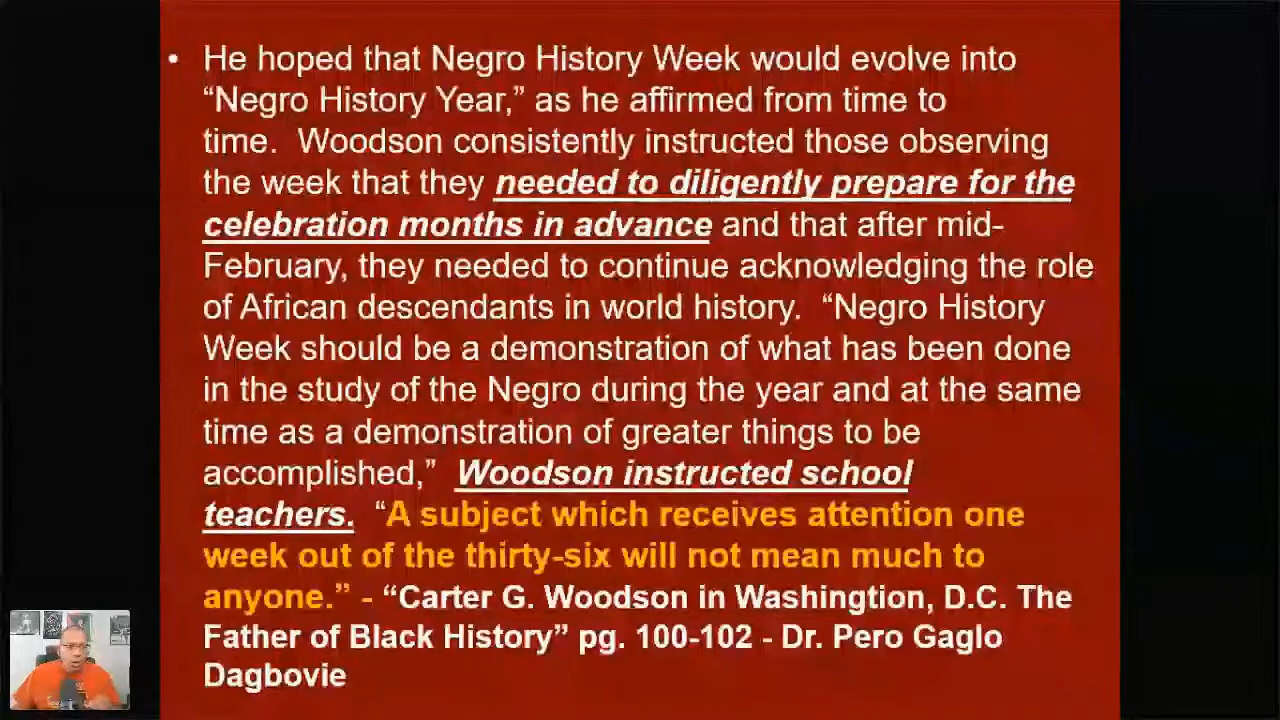 • He hoped that Negro History Week would evolve into
“Negro History Year,” as he affirmed from time to
time.  Woodson consistently instructed those observing
the week that they needed to diligently prepare for the
celebration months in advance and that after mid-
February, they needed to continue acknowledging the role
of African descendants in world history.  “Negro History
Week should be a demonstration of what has been done
in the study of the Negro during the year and at the same
time as a demonstration of greater things to be
accomplished,”  Woodson instructed school
teachers.  “A subject which receives attention one
week out of the thirty-six will not mean much to
anyone.” - “Carter G. Woodson in Washingtion, D.C. The
Father of Black History” pg. 100-102 - Dr. Pero Gaglo
Dagbovie